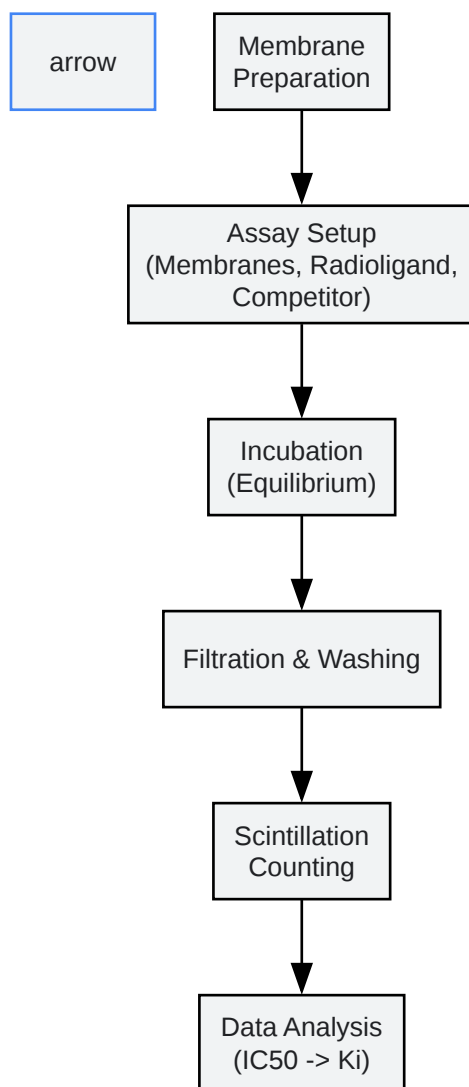 arrow
Membrane
Preparation
Assay Setup
(Membranes, Radioligand,
Competitor)
Incubation
(Equilibrium)
Filtration & Washing
Scintillation
Counting
Data Analysis
(IC50 -> Ki)